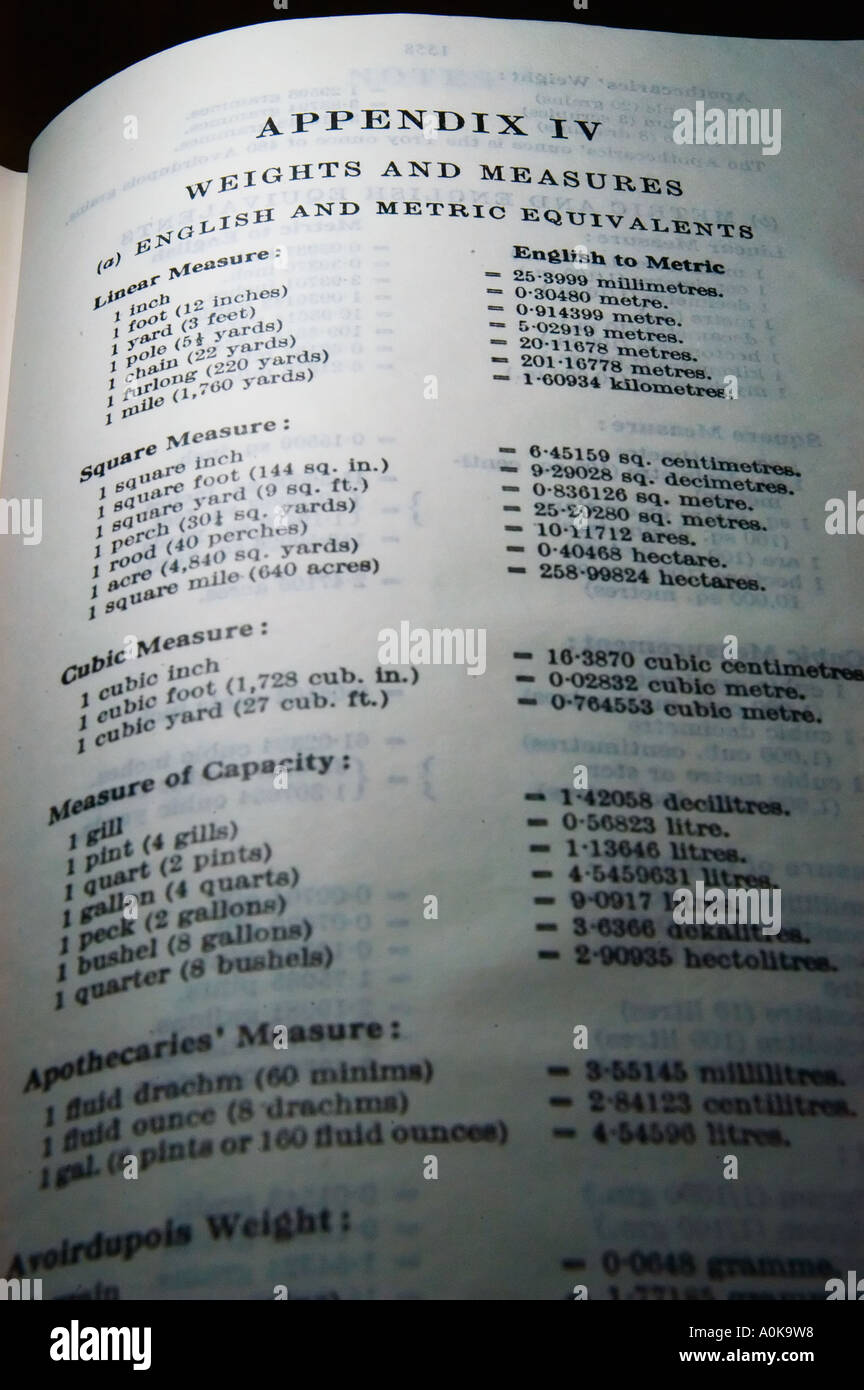 APPENDIX IV
WEIGHTS AND MEASURES
(a) ENGLISH AND METRIC EQUIVALENTS
Linear Measure: English to Metric
1 inch = 25·3999 millimetres.
1 foot (12 inches) = 0·30480 metre.
1 yard (3 feet) = 0·914399 metre.
1 pole (5½ yards) = 5·02919 metres.
1 chain (22 yards) = 20·11678 metres.
1 furlong (220 yards) = 201·16778 metres.
1 mile (1,760 yards) = 1·60934 kilometres.
Square Measure:
1 square inch = 6·45159 sq. centimetres.
1 square foot (144 sq. in.) = 9·29028 sq. decimetres.
1 square yard (9 sq. ft.) = 0·836126 sq. metre.
1 perch (30¼ sq. yards) = 25·29280 sq. metres.
1 rood (40 perches) = 10·11712 ares.
1 acre (4,840 sq. yards) = 0·40468 hectare.
1 square mile (640 acres) = 258·99824 hectares.
Cubic Measure:
1 cubic inch = 16·3870 cubic centimetres
1 cubic foot (1,728 cub. in.) = 0·02832 cubic metre.
1 cubic yard (27 cub. ft.) = 0·764553 cubic metre.
Measure of Capacity:
1 gill = 1·42058 decilitres.
1 pint (4 gills) = 0·56823 litre.
1 quart (2 pints) = 1·13646 litres.
1 gallon (4 quarts) = 4·5459631 litres.
1 peck (2 gallons) = 9·0917
1 bushel (8 gallons) = 3·6366 dekalitres.
1 quarter (8 bushels) = 2·90935 hectolitres.
Apothecaries' Measure:
1 fluid drachm (60 minims) = 3·55145 millilitres.
1 fluid ounce (8 drachms) = 2·84123 centilitres.
1 gal. (8 pints or 160 fluid ounces) = 4·54596 litres.
Avoirdupois Weight:
= 0·0648 gramme.
= 1·77185 grammes
alamy
Image ID: A0K9W8
www.alamy.com